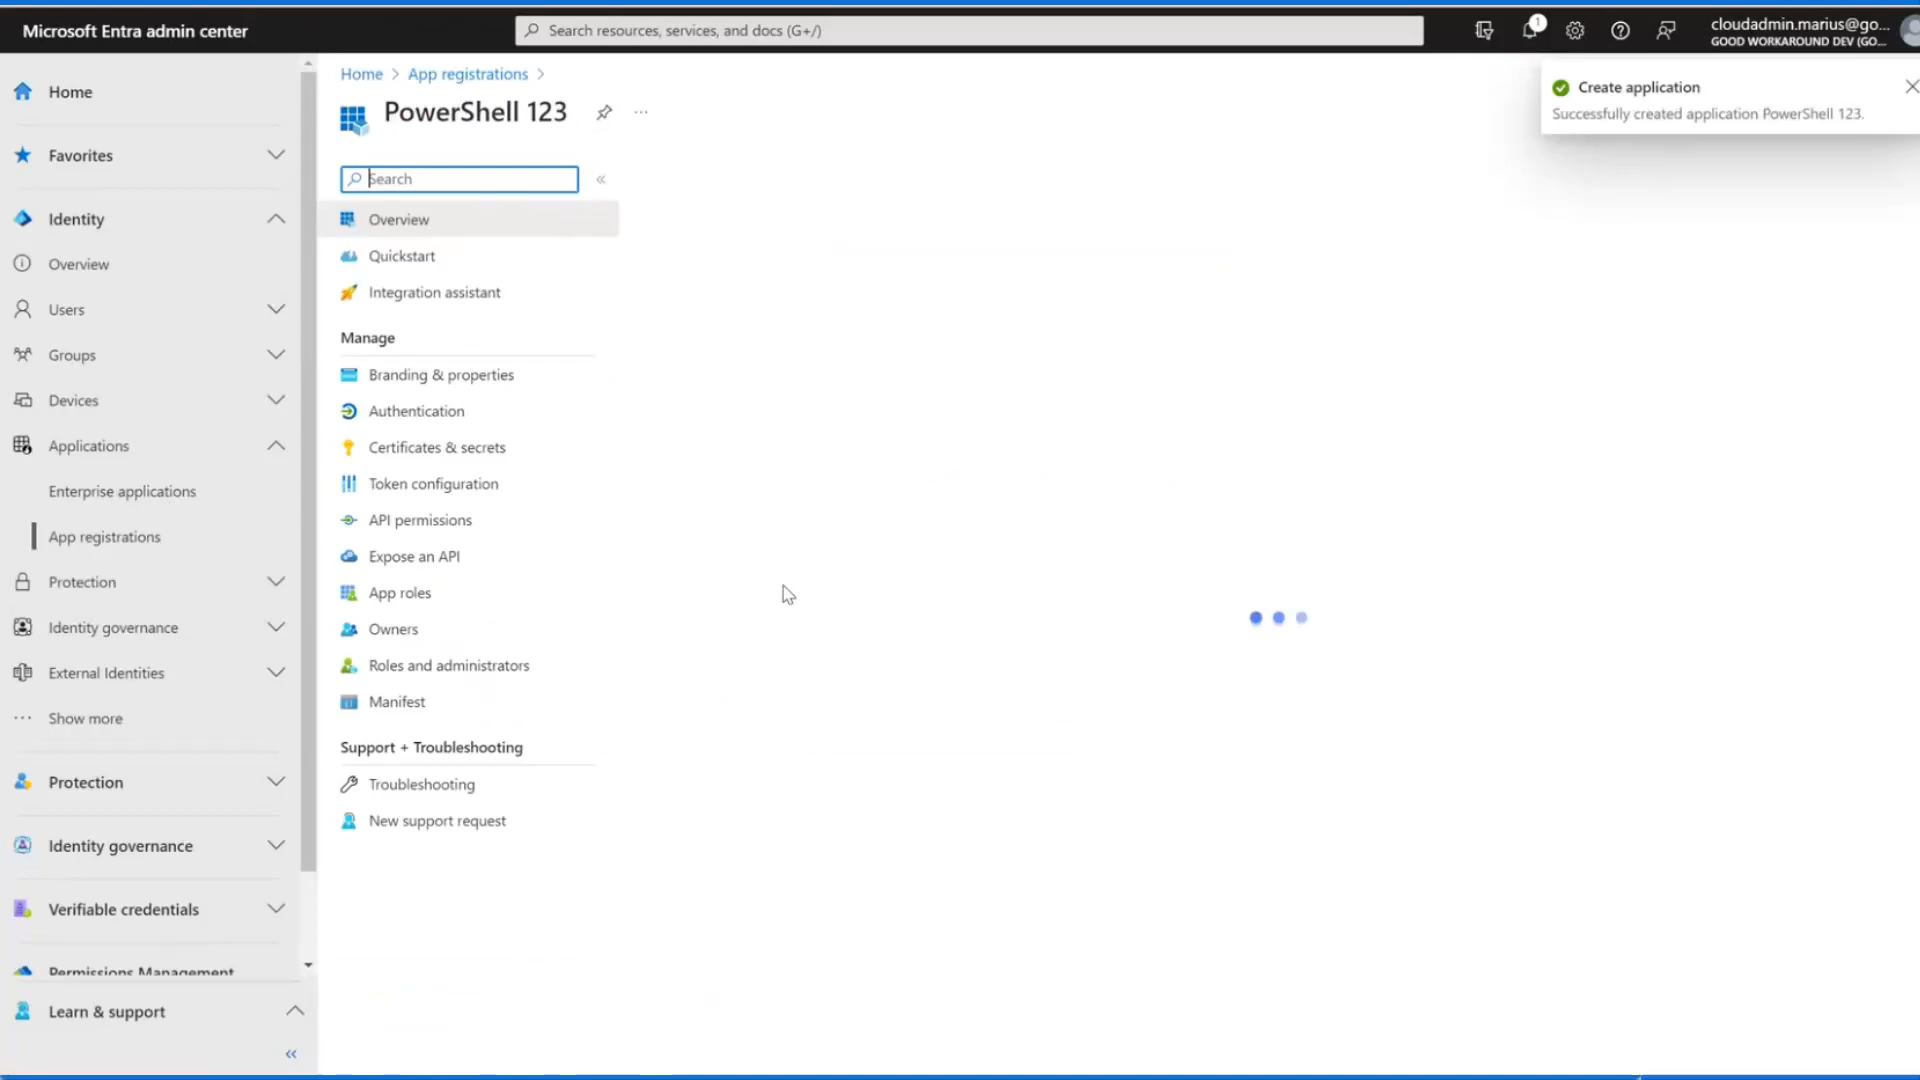 Microsoft Entra admin center
Search resources, services, and docs (G+/)
1
cloudadmin.marius@go...
GOOD WORKAROUND DEV (GO...
Home
Favorites
Identity
Overview
Users
Groups
Devices
Applications
Enterprise applications
App registrations
Protection
Identity governance
External Identities
Show more
Protection
Identity governance
Verifiable credentials
Permissions Management
Learn & support
Home > App registrations >
PowerShell 123
Search
Overview
Quickstart
Integration assistant
Manage
Branding & properties
Authentication
Certificates & secrets
Token configuration
API permissions
Expose an API
App roles
Owners
Roles and administrators
Manifest
Support + Troubleshooting
Troubleshooting
New support request
Create application
Successfully created application PowerShell 123.